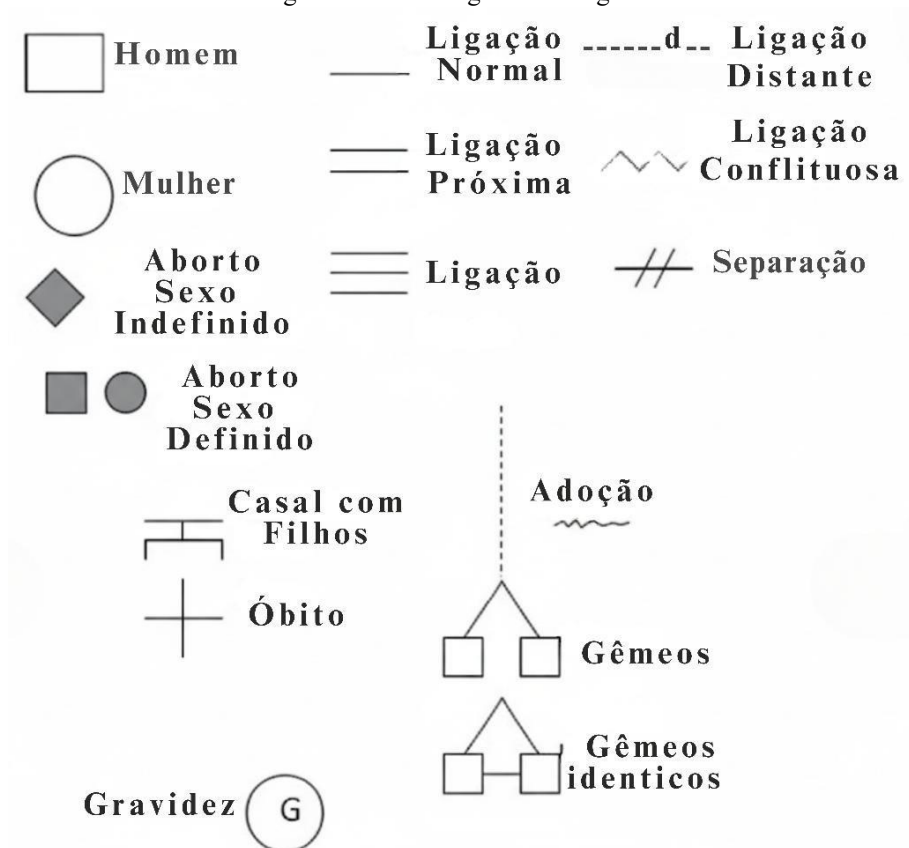 Homem
Ligação
Normal
d
Ligação
Distante
Mulher
Ligação
Próxima
Ligação
Conflituosa
Aborto
Sexo
Indefinido
Ligação
Separação
Aborto
Sexo
Definido
Casal com
Filhos
Adoção
Óbito
Gêmeos
Gêmeos
identicos
Gravidez
G